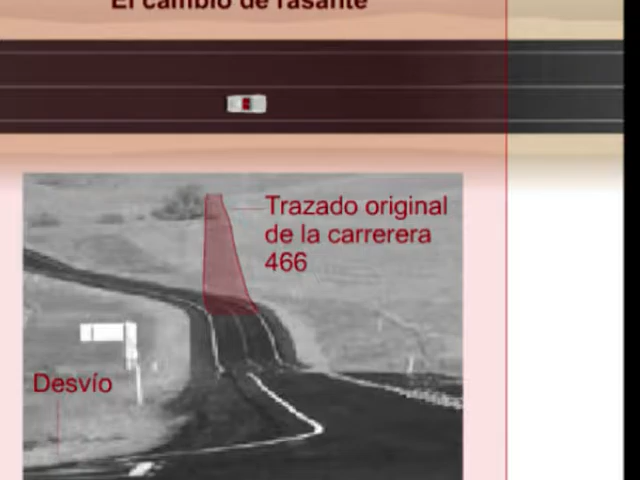 El cambio de rasante
Trazado original
de la carrerera
466
Desvío